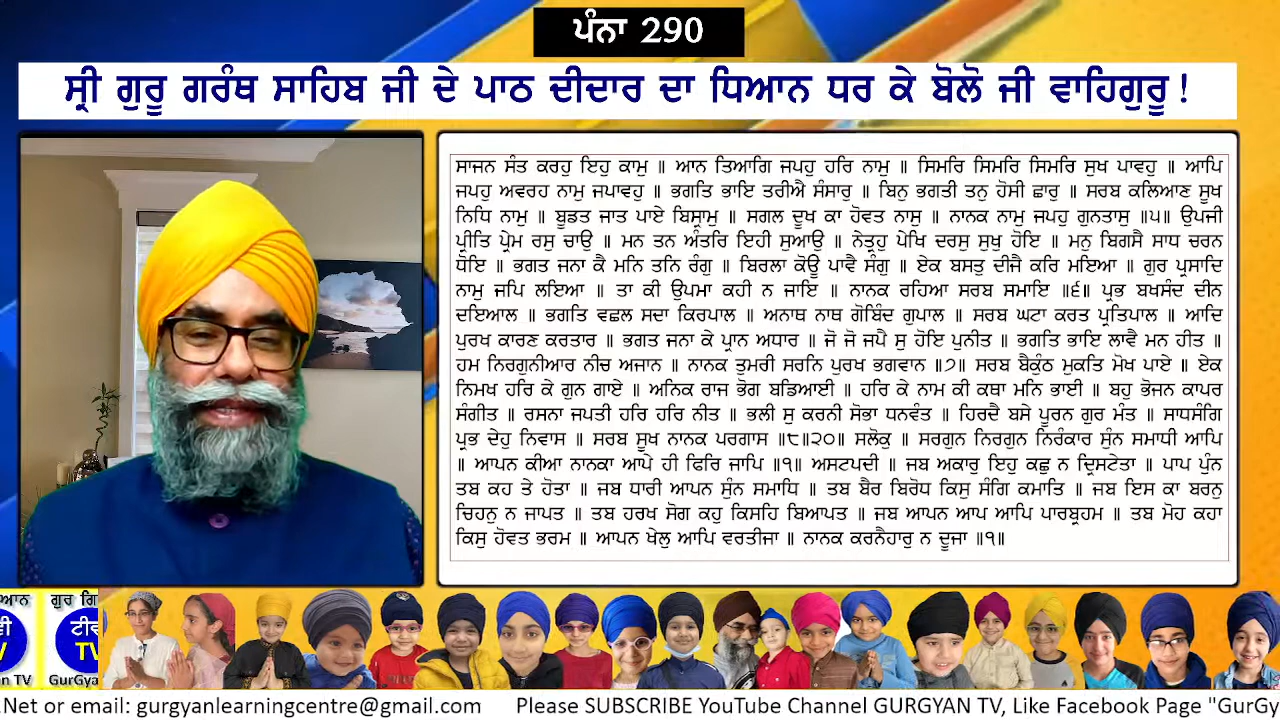 ਪੰਨਾ 290
ਸ੍ਰੀ ਗੁਰੂ ਗਰੰਥ ਸਾਹਿਬ ਜੀ ਦੇ ਪਾਠ ਦੀਦਾਰ ਦਾ ਧਿਆਨ ਧਰ ਕੇ ਬੋਲੋ ਜੀ ਵਾਹਿਗੁਰੂ !
ਸਾਜਨ ਸੰਤ ਕਰਹੁ ਇਹੁ ਕਾਮੁ ॥ ਆਨ ਤਿਆਗਿ ਜਪਹੁ ਹਰਿ ਨਾਮੁ ॥ ਸਿਮਰਿ ਸਿਮਰਿ ਸਿਮਰਿ ਸੁਖ ਪਾਵਹੁ ॥ ਆਪਿ
ਜਪਹੁ ਅਵਰਹ ਨਾਮੁ ਜਪਾਵਹੁ ॥ ਭਗਤਿ ਭਾਇ ਤਰੀਐ ਸੰਸਾਰੁ ॥ ਬਿਨੁ ਭਗਤੀ ਤਨੁ ਹੋਸੀ ਛਾਰੁ ॥ ਸਰਬ ਕਲਿਆਣ ਸੂਖ
ਨਿਧਿ ਨਾਮੁ ॥ ਬੂਡਤ ਜਾਤ ਪਾਏ ਬਿਸ੍ਰਾਮੁ ॥ ਸਗਲ ਦੂਖ ਕਾ ਹੋਵਤ ਨਾਸੁ ॥ ਨਾਨਕ ਨਾਮੁ ਜਪਹੁ ਗੁਨਤਾਸੁ ॥੫॥ ਉਪਜੀ
ਪ੍ਰੀਤਿ ਪ੍ਰੇਮ ਰਸੁ ਚਾਉ ॥ ਮਨ ਤਨ ਅੰਤਰਿ ਇਹੀ ਸੁਆਉ ॥ ਨੇਤ੍ਰਹੁ ਪੇਖਿ ਦਰਸੁ ਸੁਖੁ ਹੋਇ ॥ ਮਨੁ ਬਿਗਸੈ ਸਾਧ ਚਰਨ
ਧੋਇ ॥ ਭਗਤ ਜਨਾ ਕੈ ਮਨਿ ਤਨਿ ਰੰਗੁ ॥ ਬਿਰਲਾ ਕੋਊ ਪਾਵੈ ਸੰਗੁ ॥ ਏਕ ਬਸਤੁ ਦੀਜੈ ਕਰਿ ਮਇਆ ॥ ਗੁਰ ਪ੍ਰਸਾਦਿ
ਨਾਮੁ ਜਪਿ ਲਇਆ ॥ ਤਾ ਕੀ ਉਪਮਾ ਕਹੀ ਨ ਜਾਇ ॥ ਨਾਨਕ ਰਹਿਆ ਸਰਬ ਸਮਾਇ ॥੬॥ ਪ੍ਰਭ ਬਖਸੰਦ ਦੀਨ
ਦਇਆਲ ॥ ਭਗਤਿ ਵਛਲ ਸਦਾ ਕਿਰਪਾਲ ॥ ਅਨਾਥ ਨਾਥ ਗੋਬਿੰਦ ਗੁਪਾਲ ॥ ਸਰਬ ਘਟਾ ਕਰਤ ਪ੍ਰਤਿਪਾਲ ॥ ਆਦਿ
ਪੁਰਖ ਕਾਰਣ ਕਰਤਾਰ ॥ ਭਗਤ ਜਨਾ ਕੇ ਪ੍ਰਾਨ ਅਧਾਰ ॥ ਜੋ ਜੋ ਜਪੈ ਸੁ ਹੋਇ ਪੁਨੀਤ ॥ ਭਗਤਿ ਭਾਇ ਲਾਵੈ ਮਨ ਹੀਤ ॥
ਹਮ ਨਿਰਗੁਨੀਆਰ ਨੀਚ ਅਜਾਨ ॥ ਨਾਨਕ ਤੁਮਰੀ ਸਰਨਿ ਪੁਰਖ ਭਗਵਾਨ ॥੭॥ ਸਰਬ ਬੈਕੁੰਠ ਮੁਕਤਿ ਮੋਖ ਪਾਏ ॥ ਏਕ
ਨਿਮਖ ਹਰਿ ਕੇ ਗੁਨ ਗਾਏ ॥ ਅਨਿਕ ਰਾਜ ਭੋਗ ਬਡਿਆਈ ॥ ਹਰਿ ਕੇ ਨਾਮ ਕੀ ਕਥਾ ਮਨਿ ਭਾਈ ॥ ਬਹੁ ਭੋਜਨ ਕਾਪਰ
ਸੰਗੀਤ ॥ ਰਸਨਾ ਜਪਤੀ ਹਰਿ ਹਰਿ ਨੀਤ ॥ ਭਲੀ ਸੁ ਕਰਨੀ ਸੋਭਾ ਧਨਵੰਤ ॥ ਹਿਰਦੈ ਬਸੇ ਪੂਰਨ ਗੁਰ ਮੰਤ ॥ ਸਾਧਸੰਗਿ
ਪ੍ਰਭ ਦੇਹੁ ਨਿਵਾਸ ॥ ਸਰਬ ਸੂਖ ਨਾਨਕ ਪਰਗਾਸ ॥੮॥੨੦॥ ਸਲੋਕੁ ॥ ਸਰਗੁਨ ਨਿਰਗੁਨ ਨਿਰੰਕਾਰ ਸੁੰਨ ਸਮਾਧੀ ਆਪਿ
॥ ਆਪਨ ਕੀਆ ਨਾਨਕਾ ਆਪੇ ਹੀ ਫਿਰਿ ਜਾਪਿ ॥੧॥ ਅਸਟਪਦੀ ॥ ਜਬ ਅਕਾਰੁ ਇਹੁ ਕਛੁ ਨ ਦ੍ਰਿਸਟੇਤਾ ॥ ਪਾਪ ਪੁੰਨ
ਤਬ ਕਹ ਤੇ ਹੋਤਾ ॥ ਜਬ ਧਾਰੀ ਆਪਨ ਸੁੰਨ ਸਮਾਧਿ ॥ ਤਬ ਬੈਰ ਬਿਰੋਧ ਕਿਸੁ ਸੰਗਿ ਕਮਾਤਿ ॥ ਜਬ ਇਸ ਕਾ ਬਰਨੁ
ਚਿਹਨੁ ਨ ਜਾਪਤ ॥ ਤਬ ਹਰਖ ਸੋਗ ਕਹੁ ਕਿਸਹਿ ਬਿਆਪਤ ॥ ਜਬ ਆਪਨ ਆਪ ਆਪਿ ਪਾਰਬ੍ਰਹਮ ॥ ਤਬ ਮੋਹ ਕਹਾ
ਕਿਸੁ ਹੋਵਤ ਭਰਮ ॥ ਆਪਨ ਖੇਲੁ ਆਪਿ ਵਰਤੀਜਾ ॥ ਨਾਨਕ ਕਰਨੈਹਾਰੁ ਨ ਦੂਜਾ ॥੧॥
ਆਨ ਗੁਰ ਗਿ
ਵੀ ਟੀਵ
V TV
an TV GurGya
.Net or email: gurgyanlearningcentre@gmail.com Please SUBSCRIBE YouTube Channel GURGYAN TV, Like Facebook Page "GurGy